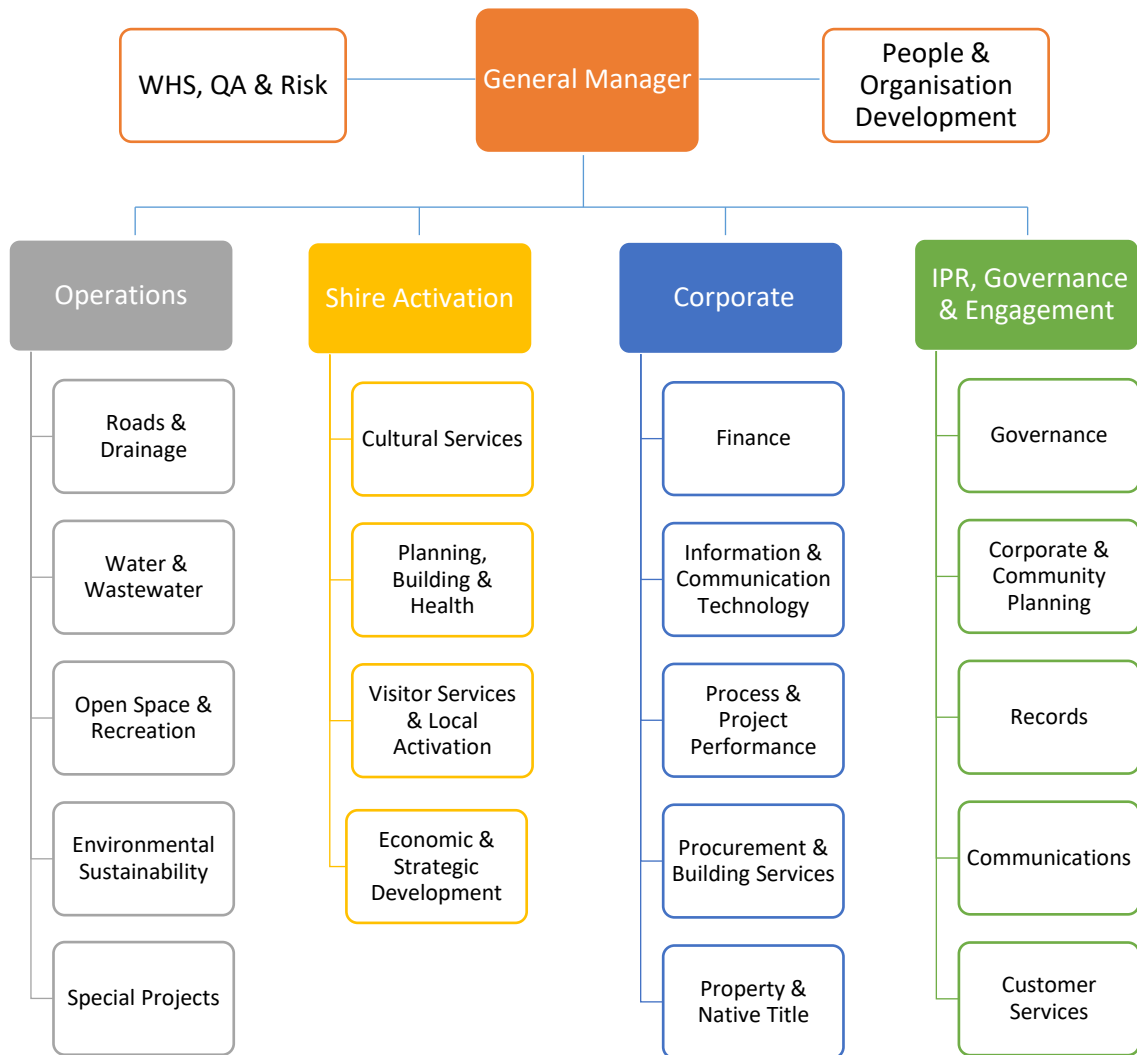 WHS, QA & Risk
General Manager
People &
Organisation
Development
Operations
Roads &
Drainage
Water &
Wastewater
Open Space &
Recreation
Environmental
Sustainability
Special Projects
Shire Activation
Cultural Services
Planning,
Building &
Health
Visitor Services
& Local
Activation
Economic &
Strategic
Development
Corporate
Finance
Information &
Communication
Technology
Process &
Project
Performance
Procurement &
Building Services
Property &
Native Title
IPR, Governance
& Engagement
Governance
Corporate &
Community
Planning
Records
Communications
Customer
Services